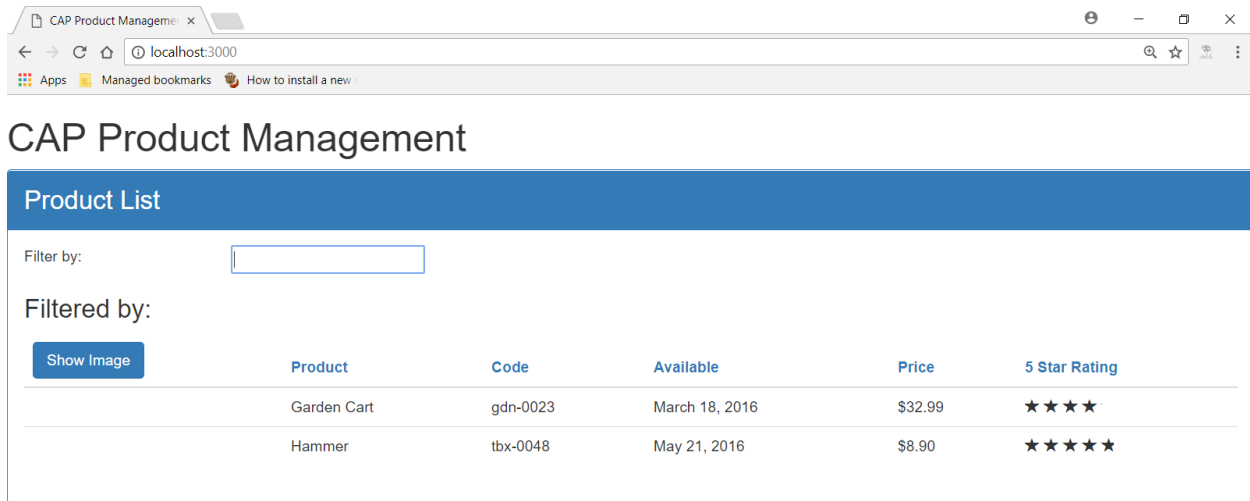 CAP Product Manageme
localhost:3000
Apps Managed bookmarks How to install a new
CAP Product Management
Product List
Filter by:
Filtered by:
Show Image Product Code Available Price 5 Star Rating
Garden Cart gdn-0023 March 18, 2016 $32.99
Hammer tbx-0048 May 21, 2016 $8.90